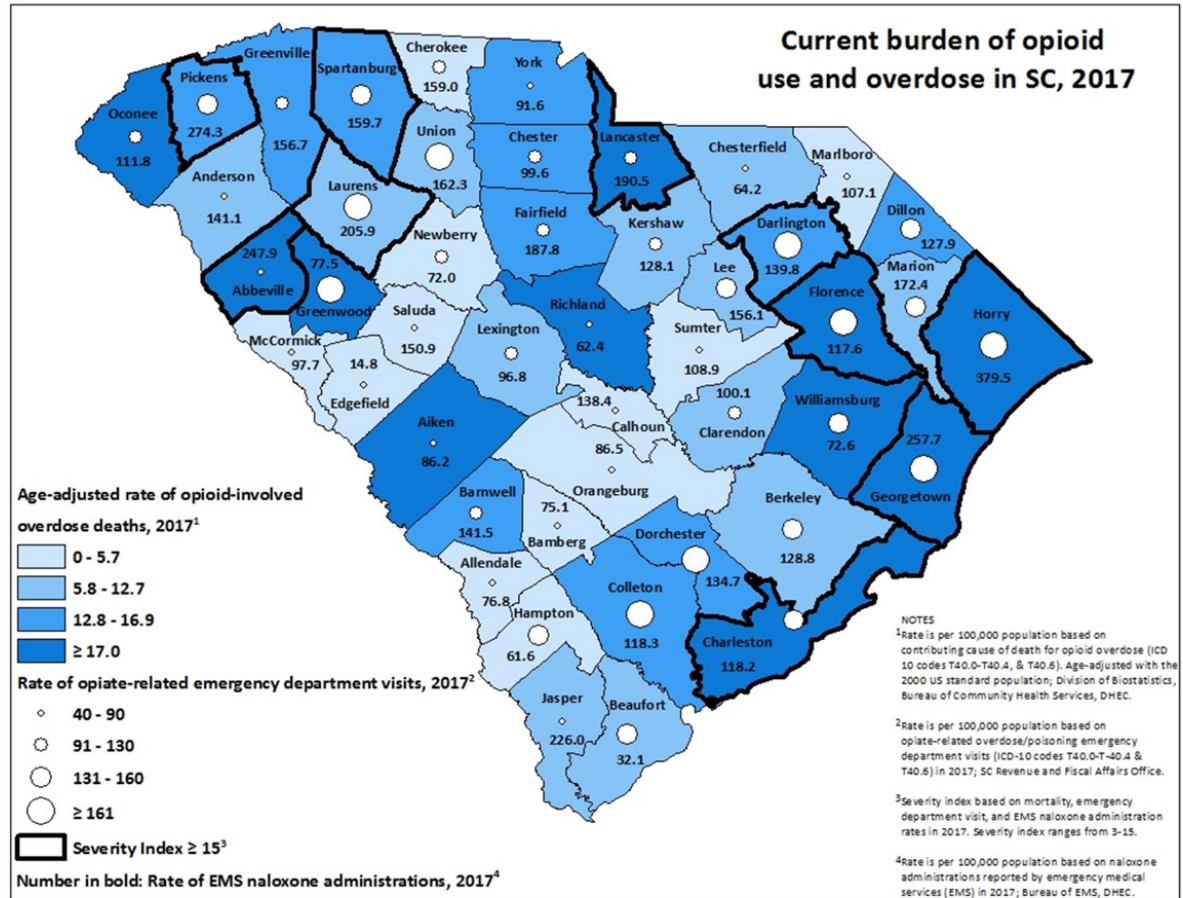 Current burden of opioid
use and overdose in SC, 2017
Cherokee
159.0
Greenville
156.7
York
91.6
Spartanburg
159.7
Pickens
274.3
Oconee
111.8
Union
162.3
Chester
99.6
Lancaster
190.5
Chesterfield
64.2
Marlboro
107.1
Anderson
141.1
Laurens
205.9
Dillon
127.9
Fairfield
187.8
Kershaw
128.1
Darlington
139.8
Newberry
72.0
Lee
156.1
Marion
172.4
247.9
Abbeville
77.5
Greenwood
Florence
117.6
Horry
379.5
Richland
62.4
Saluda
150.9
Lexington
96.8
Sumter
108.9
McCormick
97.7
14.8
Edgefield
138.4
Calhoun
100.1
Clarendon
Williamsburg
72.6
Aiken
86.2
257.7
Georgetown
86.5
Orangeburg
Barnwell
141.5
75.1
Bamberg
Berkeley
128.8
Dorchester
134.7
Allendale
76.8
Colleton
118.3
Hampton
61.6
Charleston
118.2
Jasper
226.0
Beaufort
32.1
Age-adjusted rate of opioid-involved
overdose deaths, 2017¹
0 - 5.7
5.8 - 12.7
12.8 - 16.9
≥ 17.0
Rate of opiate-related emergency department visits, 2017²
40 - 90
91 - 130
131 - 160
≥ 161
Severity Index ≥ 15³
Number in bold: Rate of EMS naloxone administrations, 2017⁴
NOTES
¹Rate is per 100,000 population based on
contributing cause of death for opioid overdose (ICD
10 codes T40.0-T40.4, & T40.6). Age-adjusted with the
2000 US standard population; Division of Biostatistics,
Bureau of Community Health Services, DHEC.
²Rate is per 100,000 population based on
opiate-related overdose/poisoning emergency
department visits (ICD-10 codes T40.0-T-40.4 &
T40.6) in 2017; SC Revenue and Fiscal Affairs Office.
³Severity index based on mortality, emergency
department visit, and EMS naloxone administration
rates in 2017. Severity index ranges from 3-15.
⁴Rate is per 100,000 population based on naloxone
administrations reported by emergency medical
services (EMS) in 2017; Bureau of EMS, DHEC.